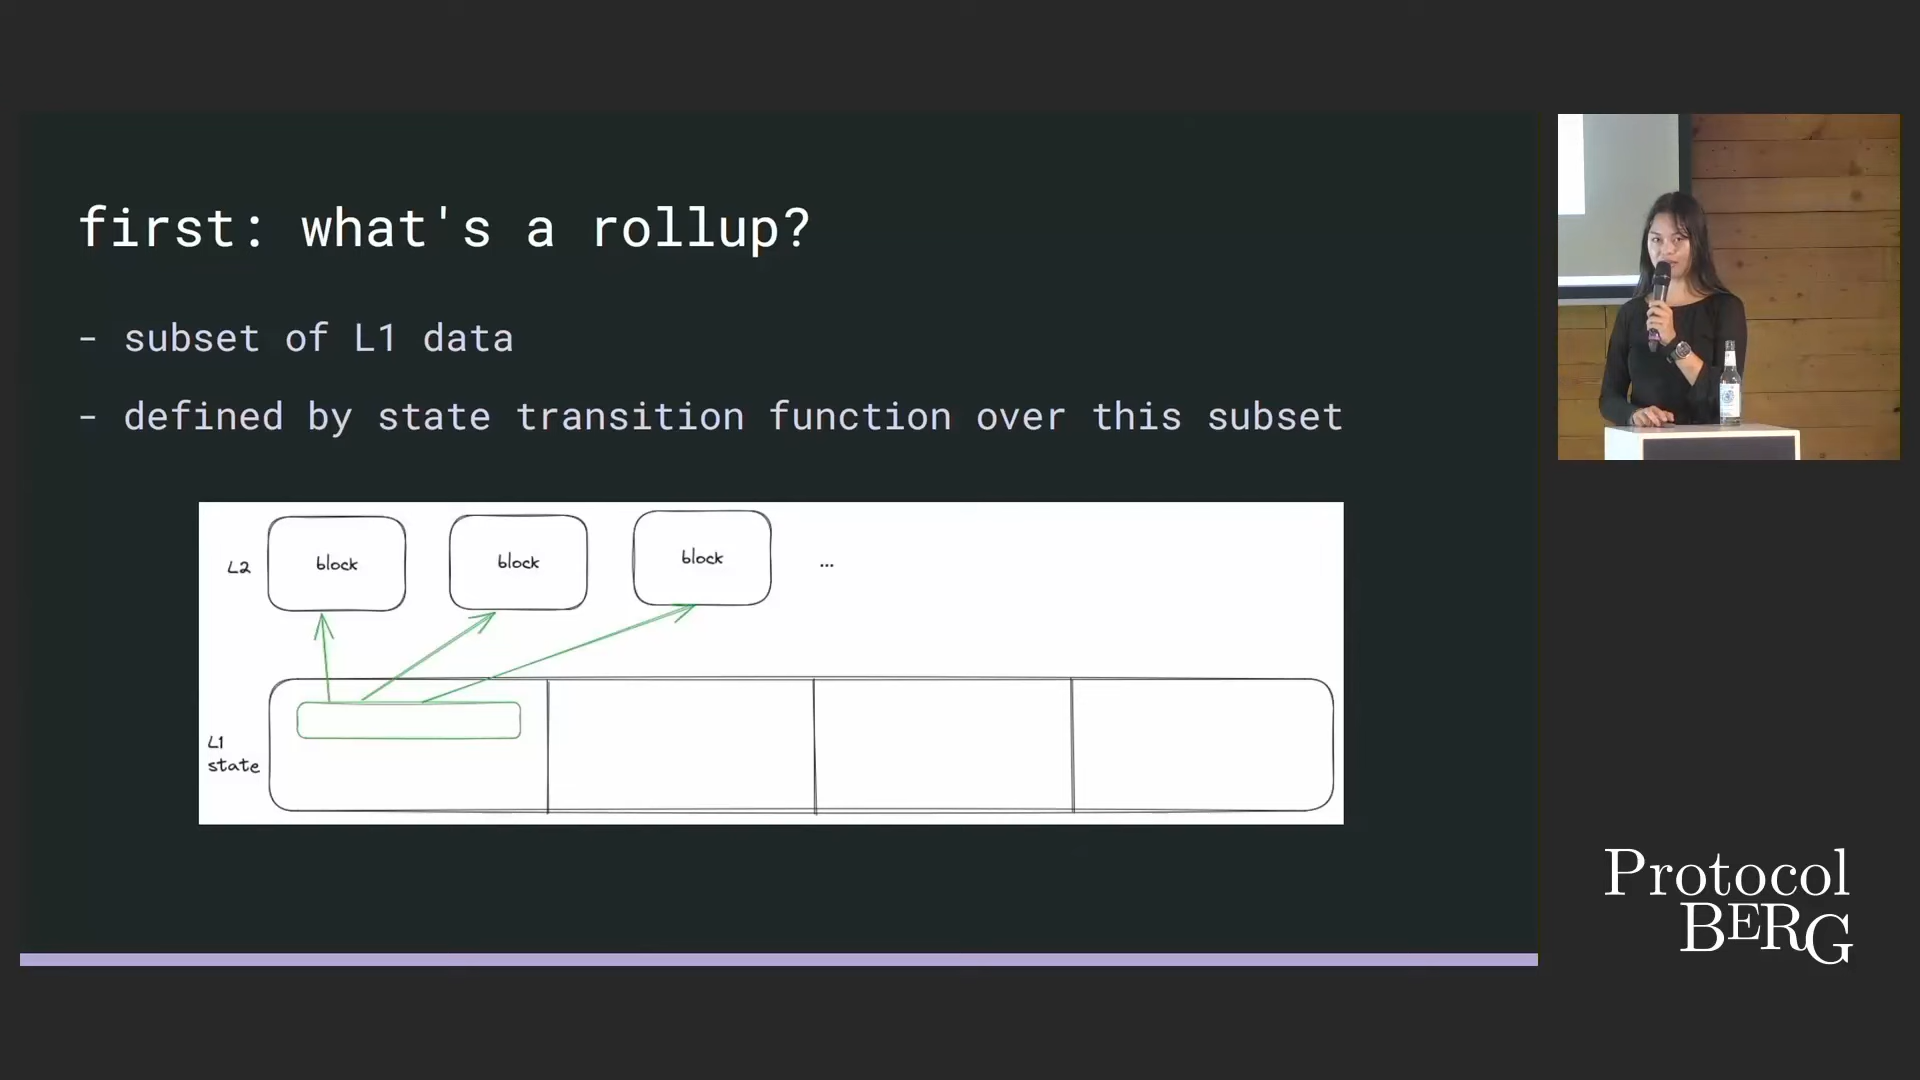 first: what's a rollup?
- subset of L1 data
- defined by state transition function over this subset
L2
block
block
block
...
L1
state
Protocol
BERG